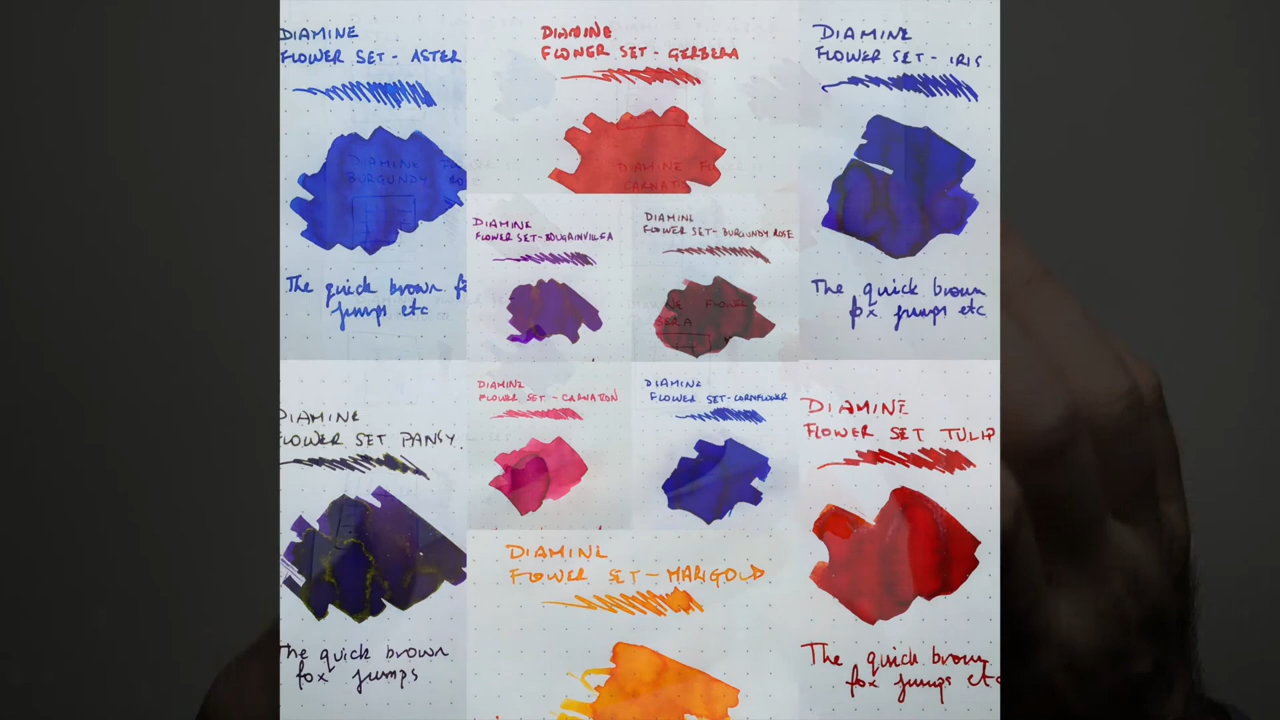 DIAMINE
FLOWER SET - ASTER
The quick brown
jumps etc
DIAMINE
FLOWER SET - GERBERA
DIAMINE
FLOWER SET - IRIS
The quick brown
fox jumps etc
DIAMINE
FLOWER SET - BOUGAINVILLEA
DIAMINE
FLOWER SET - BURGUNDY ROSE
DIAMINE
FLOWER SET PANSY
The quick brown
fox jumps
DIAMINE
FLOWER SET - CARNATION
DIAMINE
FLOWER SET - CORNFLOWER
DIAMINE
FLOWER SET TULIP
The quick brown
fox jumps etc
DIAMINE
FLOWER SET - MARIGOLD